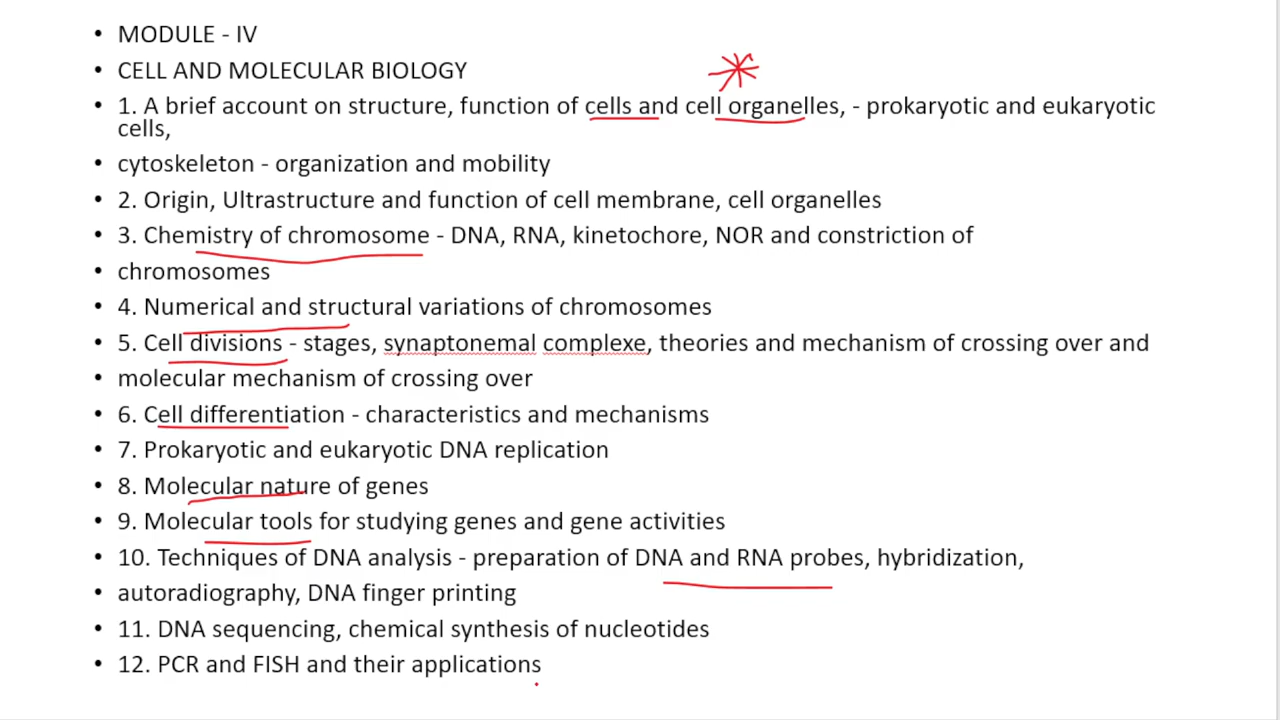 • MODULE - IV
• CELL AND MOLECULAR BIOLOGY
• 1. A brief account on structure, function of cells and cell organelles, - prokaryotic and eukaryotic
cells,
• cytoskeleton - organization and mobility
• 2. Origin, Ultrastructure and function of cell membrane, cell organelles
• 3. Chemistry of chromosome - DNA, RNA, kinetochore, NOR and constriction of
• chromosomes
• 4. Numerical and structural variations of chromosomes
• 5. Cell divisions - stages, synaptonemal complexe, theories and mechanism of crossing over and
• molecular mechanism of crossing over
• 6. Cell differentiation - characteristics and mechanisms
• 7. Prokaryotic and eukaryotic DNA replication
• 8. Molecular nature of genes
• 9. Molecular tools for studying genes and gene activities
• 10. Techniques of DNA analysis - preparation of DNA and RNA probes, hybridization,
• autoradiography, DNA finger printing
• 11. DNA sequencing, chemical synthesis of nucleotides
• 12. PCR and FISH and their applications